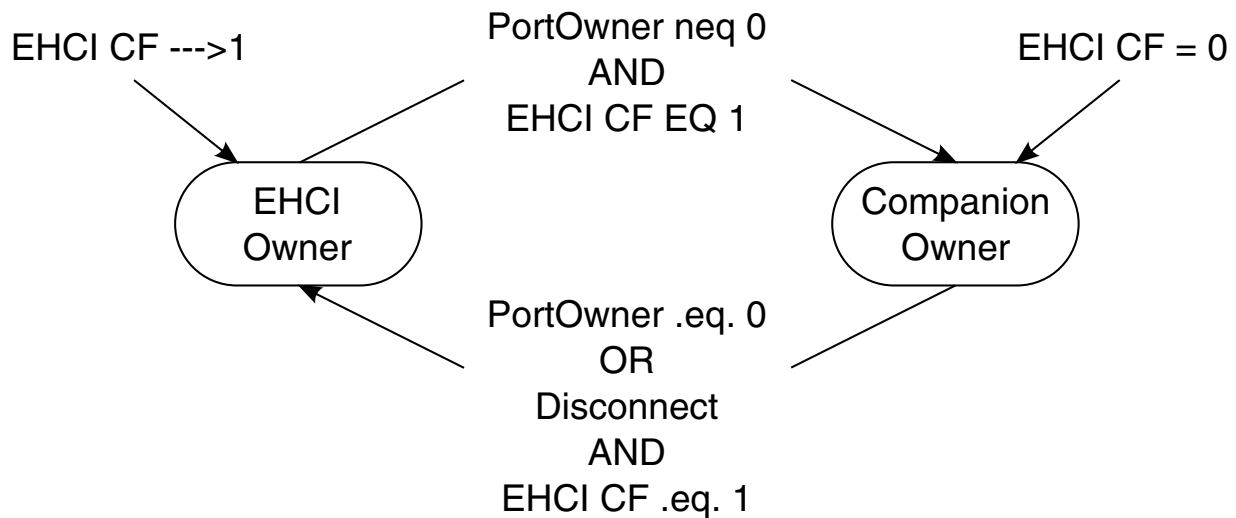 EHCI CF --->1
PortOwner neq 0
AND
EHCI CF EQ 1
EHCI CF = 0
EHCI
Owner
Companion
Owner
PortOwner .eq. 0
OR
Disconnect
AND
EHCI CF .eq. 1